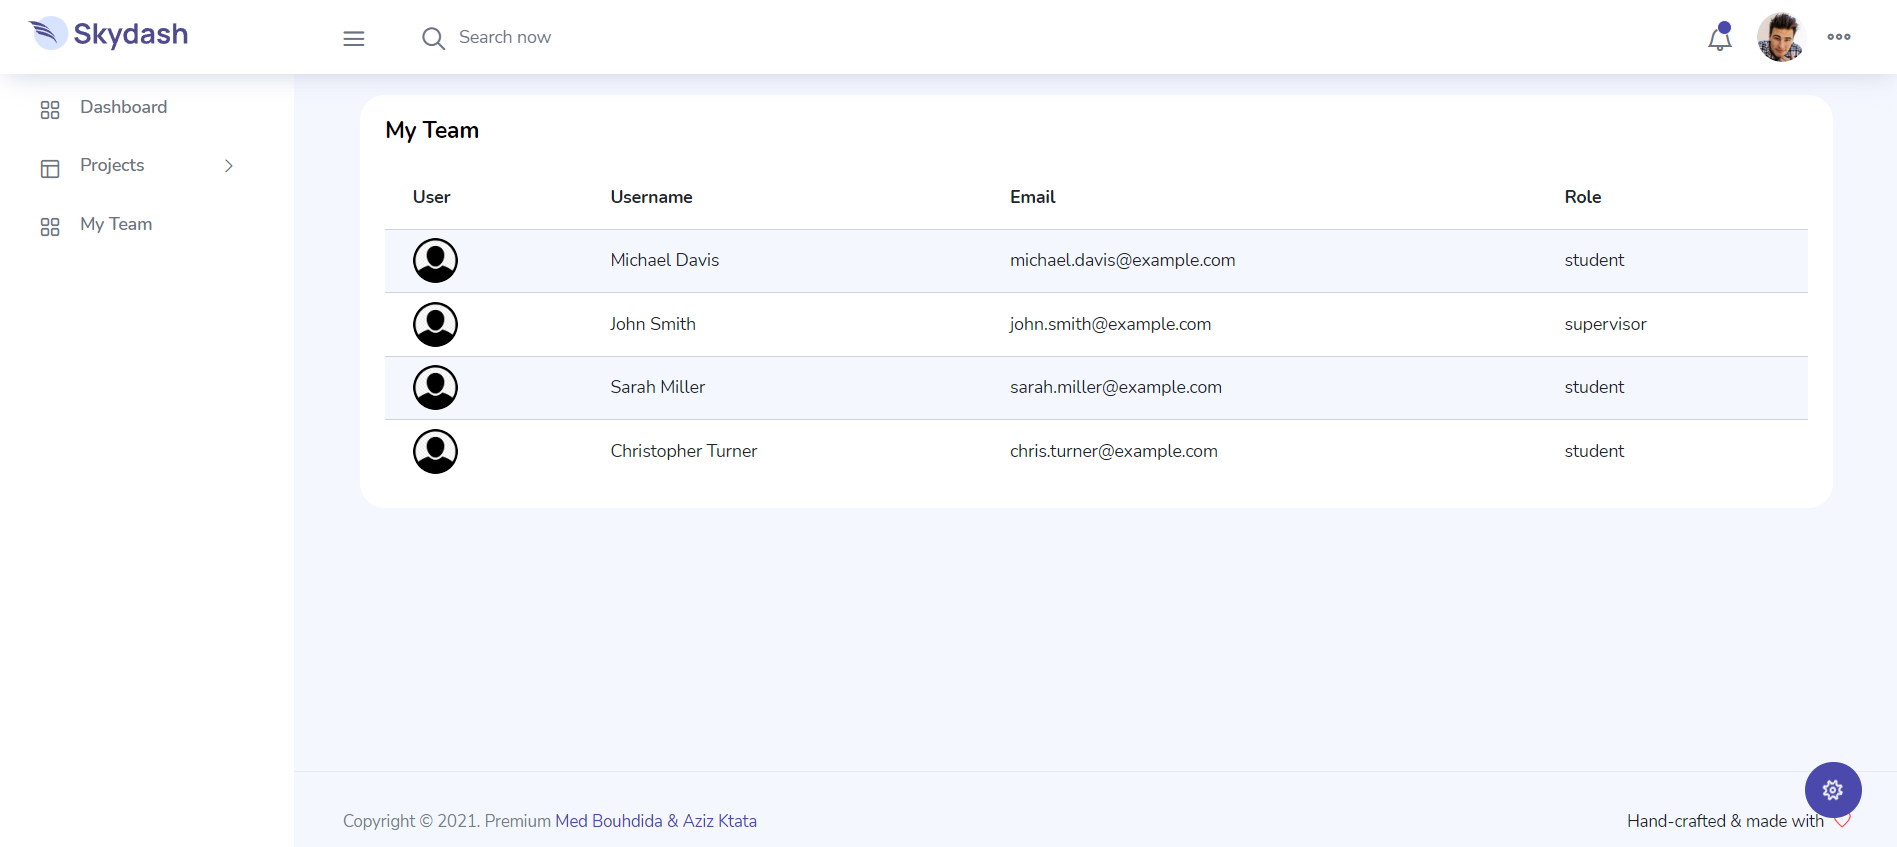 Skydash
Search now
Dashboard
Projects
My Team
My Team
User Username Email Role
Michael Davis michael.davis@example.com student
John Smith john.smith@example.com supervisor
Sarah Miller sarah.miller@example.com student
Christopher Turner chris.turner@example.com student
Copyright © 2021. Premium Med Bouhdida & Aziz Ktata
Hand-crafted & made with